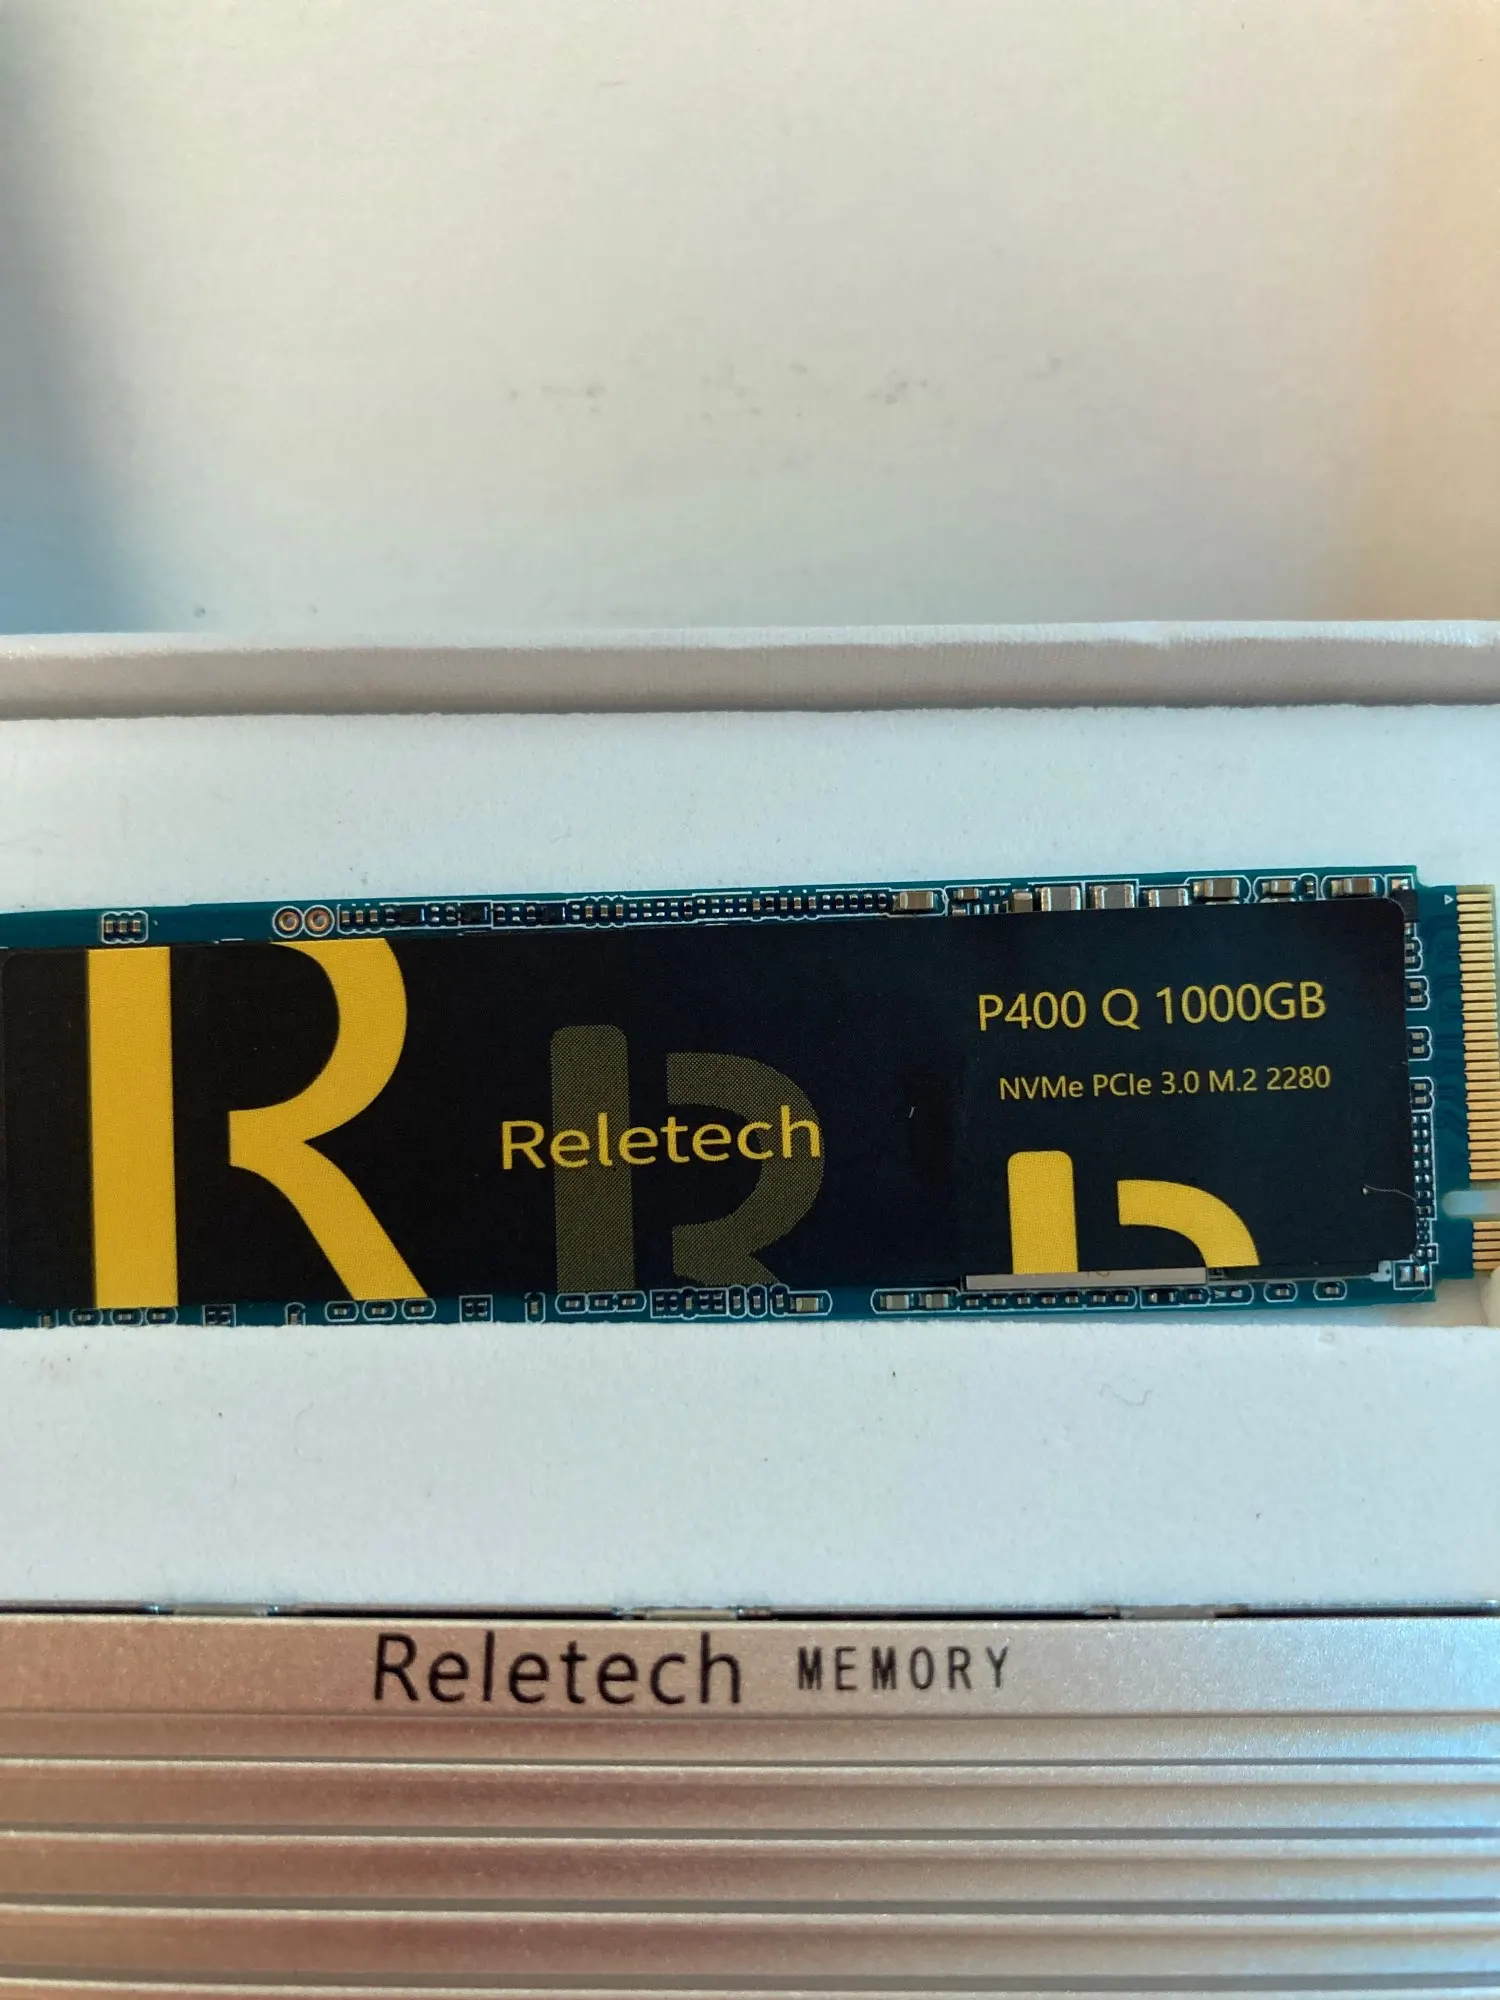 P400 Q 1000GB
NVMe PCIe 3.0 M.2 2280
Reletech
Reletech MEMORY